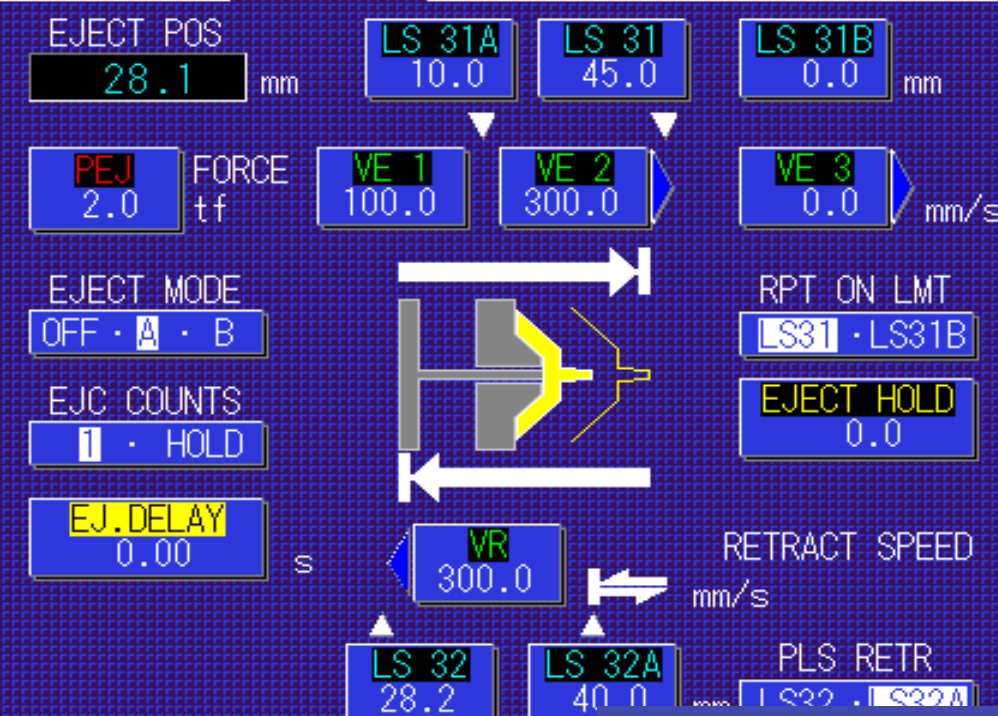 EJECT POS
28.1 mm
LS 31A LS 31 LS 31B
10.0 45.0 0.0 mm
PEJ FORCE VE 1 VE 2 VE 3
2.0 tf 100.0 300.0 0.0 mm/s
EJECT MODE RPT ON LMT
OFF · A · B LS31 · LS31B
EJC COUNTS EJECT HOLD
1 · HOLD 0.0
EJ.DELAY VR RETRACT SPEED
0.00 s 300.0 mm/s
LS 32 LS 32A PLS RETR
28.2 40.0 mm LS32 · LS32A